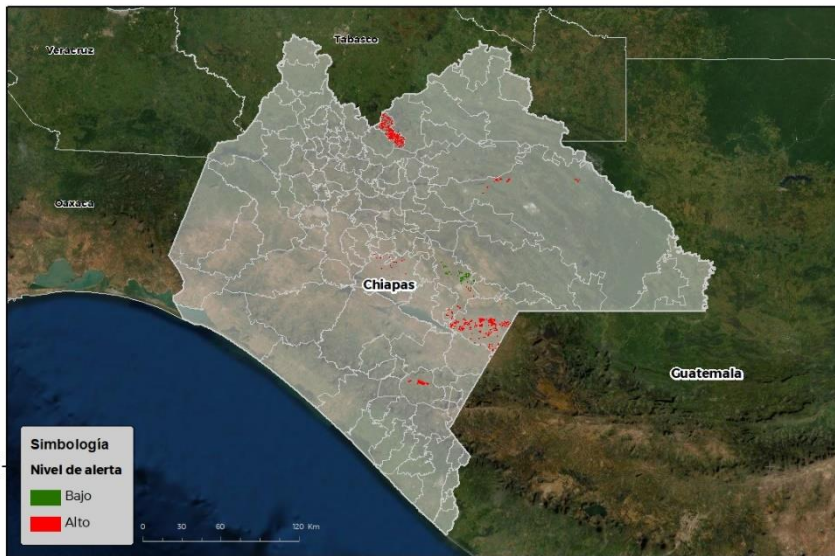 Tabasco
Veracruz
Oaxaca
Chiapas
Guatemala
Simbología
Nivel de alerta
Bajo
Alto
0 30 60 120 Km